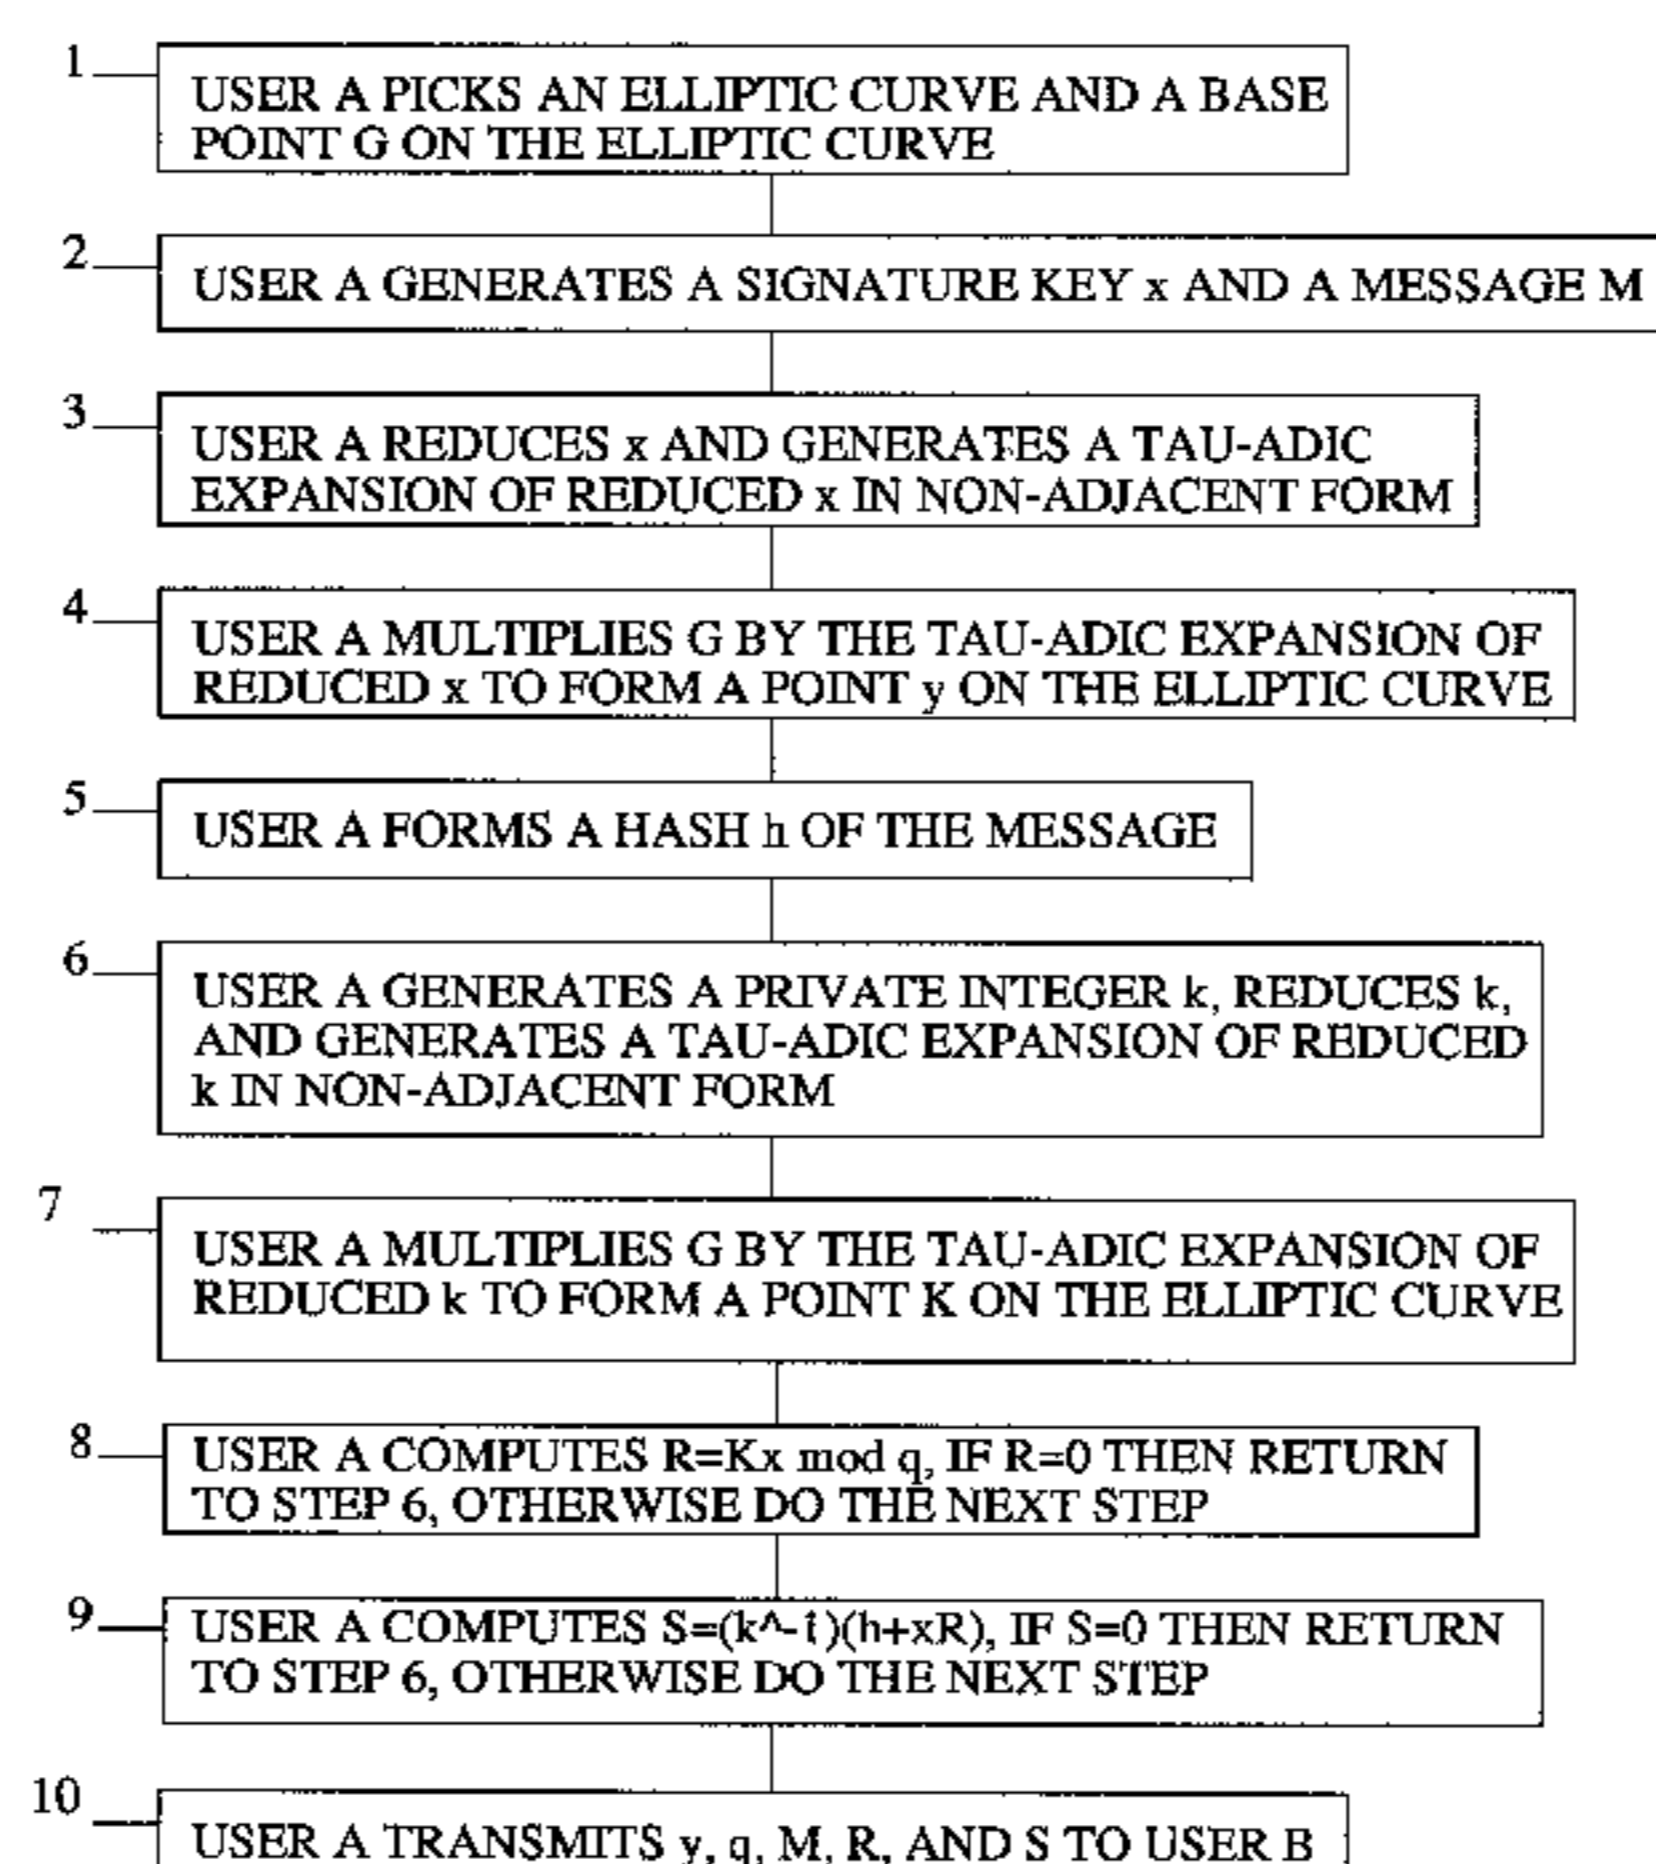 1
USER A PICKS AN ELLIPTIC CURVE AND A BASE
POINT G ON THE ELLIPTIC CURVE
2
USER A GENERATES A SIGNATURE KEY x AND A MESSAGE M
3
USER A REDUCES x AND GENERATES A TAU-ADIC
EXPANSION OF REDUCED x IN NON-ADJACENT FORM
4
USER A MULTIPLIES G BY THE TAU-ADIC EXPANSION OF
REDUCED x TO FORM A POINT y ON THE ELLIPTIC CURVE
5
USER A FORMS A HASH h OF THE MESSAGE
6
USER A GENERATES A PRIVATE INTEGER k, REDUCES k,
AND GENERATES A TAU-ADIC EXPANSION OF REDUCED
k IN NON-ADJACENT FORM
7
USER A MULTIPLIES G BY THE TAU-ADIC EXPANSION OF
REDUCED k TO FORM A POINT K ON THE ELLIPTIC CURVE
8
USER A COMPUTES R=Kx mod q, IF R=0 THEN RETURN
TO STEP 6, OTHERWISE DO THE NEXT STEP
9
USER A COMPUTES S=(k^-1)(h+xR), IF S=0 THEN RETURN
TO STEP 6, OTHERWISE DO THE NEXT STEP
10
USER A TRANSMITS y, q, M, R, AND S TO USER B